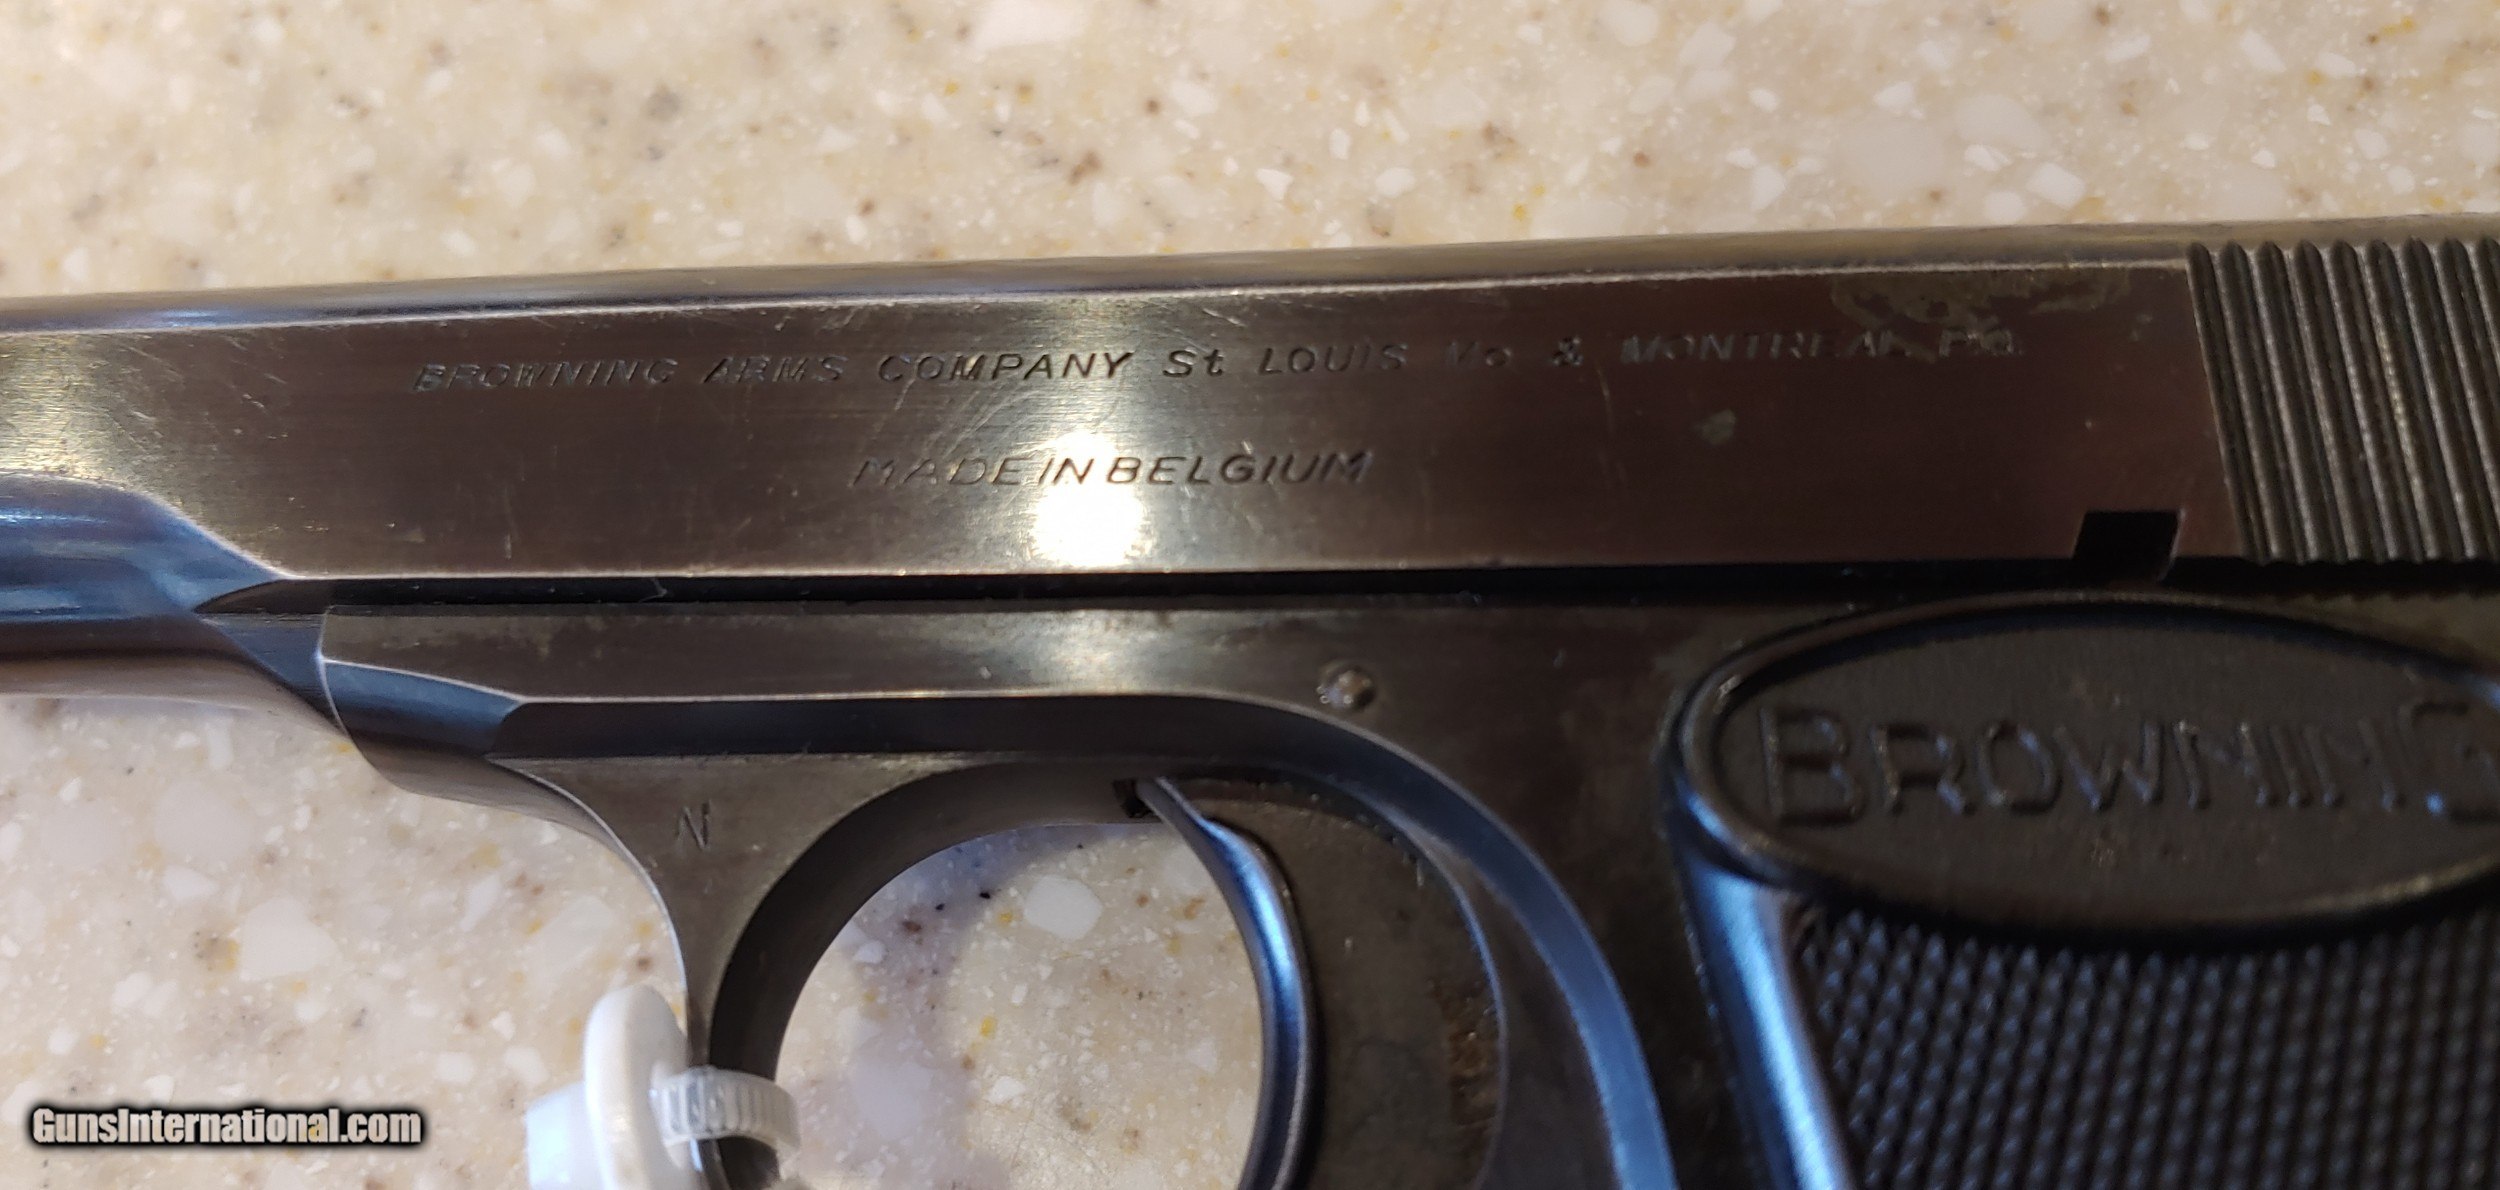 BROWNING ARMS COMPANY St LOUIS Mo & MONTREAL P.Q.
MADE IN BELGIUM
N
BROWNING
GunsInternational.com